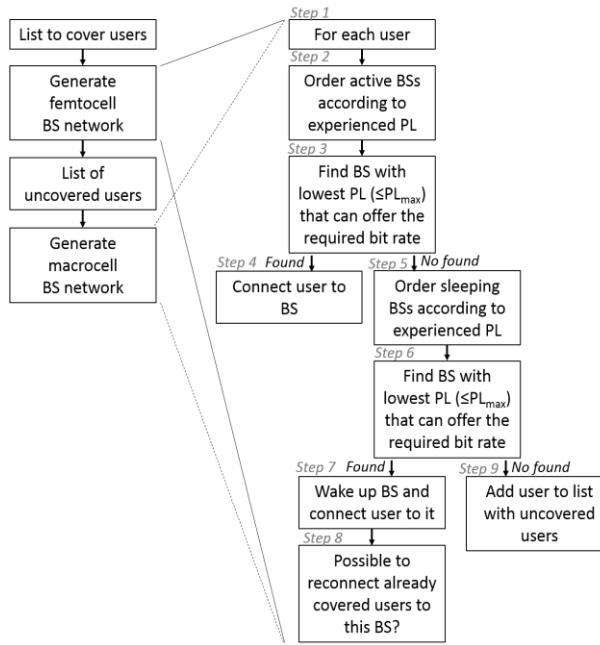 List to cover users
Generate
femtocell
BS network
List of
uncovered users
Generate
macrocell
BS network
Step 1
For each user
Step 2
Order active BSs
according to
experienced PL
Step 3
Find BS with
lowest PL (≤PLmax)
that can offer the
required bit rate
Step 4 Found
Connect user to
BS
Step 5 No found
Order sleeping
BSs according to
experienced PL
Step 6
Find BS with
lowest PL (≤PLmax)
that can offer the
required bit rate
Step 7 Found
Wake up BS and
connect user to it
Step 8
Possible to
reconnect already
covered users to
this BS?
Step 9 No found
Add user to list
with uncovered
users